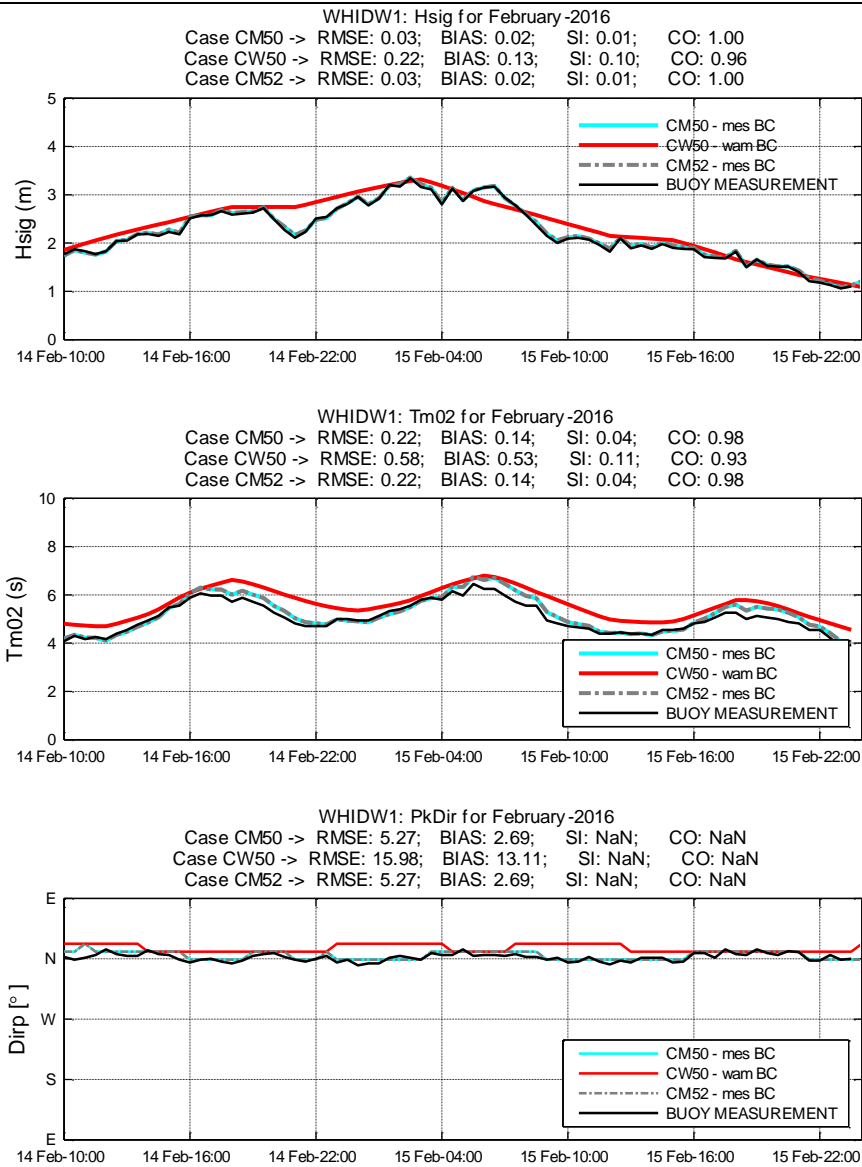 WHIDW1: Hsig for February-2016
Case CM50 -> RMSE: 0.03; BIAS: 0.02; SI: 0.01; CO: 1.00
Case CW50 -> RMSE: 0.22; BIAS: 0.13; SI: 0.10; CO: 0.96
Case CM52 -> RMSE: 0.03; BIAS: 0.02; SI: 0.01; CO: 1.00
5
4
3
2
1
0
Hsig (m)
CM50 - mes BC
CW50 - wam BC
CM52 - mes BC
BUOY MEASUREMENT
14 Feb-10:00 14 Feb-16:00 14 Feb-22:00 15 Feb-04:00 15 Feb-10:00 15 Feb-16:00 15 Feb-22:00
WHIDW1: Tm02 for February-2016
Case CM50 -> RMSE: 0.22; BIAS: 0.14; SI: 0.04; CO: 0.98
Case CW50 -> RMSE: 0.58; BIAS: 0.53; SI: 0.11; CO: 0.93
Case CM52 -> RMSE: 0.22; BIAS: 0.14; SI: 0.04; CO: 0.98
10
8
6
4
2
0
Tm02 (s)
CM50 - mes BC
CW50 - wam BC
CM52 - mes BC
BUOY MEASUREMENT
14 Feb-10:00 14 Feb-16:00 14 Feb-22:00 15 Feb-04:00 15 Feb-10:00 15 Feb-16:00 15 Feb-22:00
WHIDW1: PkDir for February-2016
Case CM50 -> RMSE: 5.27; BIAS: 2.69; SI: NaN; CO: NaN
Case CW50 -> RMSE: 15.98; BIAS: 13.11; SI: NaN; CO: NaN
Case CM52 -> RMSE: 5.27; BIAS: 2.69; SI: NaN; CO: NaN
E
N
W
S
E
Dirp [°]
CM50 - mes BC
CW50 - wam BC
CM52 - mes BC
BUOY MEASUREMENT
14 Feb-10:00 14 Feb-16:00 14 Feb-22:00 15 Feb-04:00 15 Feb-10:00 15 Feb-16:00 15 Feb-22:00